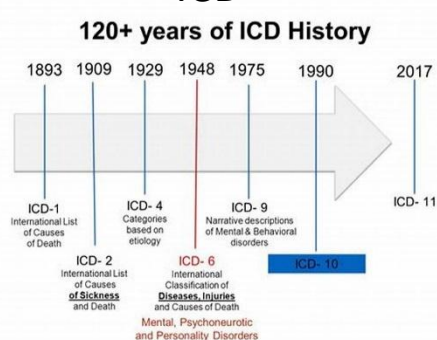 120+ years of ICD History
1893 1909 1929 1948 1975 1990 2017
ICD-1
International List
of Causes
of Death
ICD- 2
International List
of Causes
of Sickness
and Death
ICD- 4
Categories
based on
etiology
ICD- 6
International
Classification of
Diseases, Injuries
and Causes of Death
Mental, Psychoneurotic
and Personality Disorders
ICD- 9
Narrative descriptions
of Mental & Behavioral
disorders
ICD- 10
ICD- 11